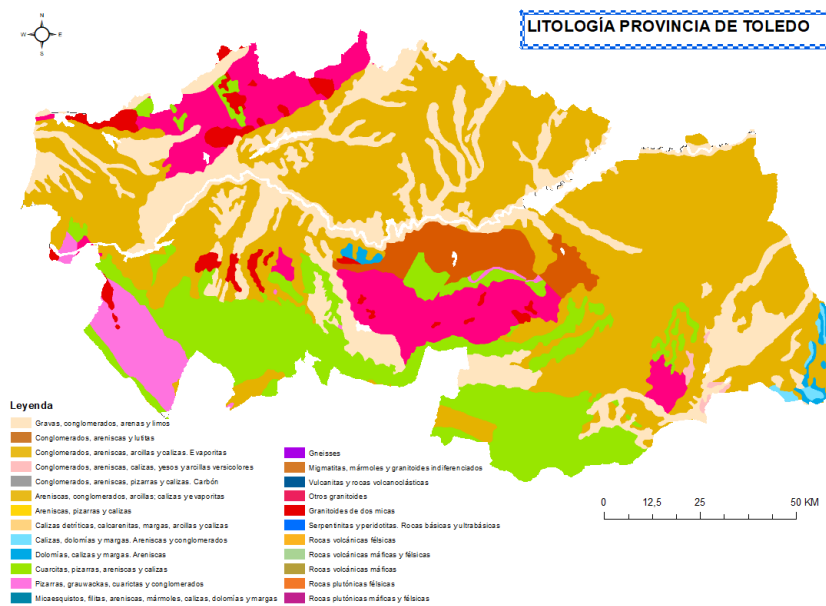 N
W E
S
LITOLOGÍA PROVINCIA DE TOLEDO
Leyenda
Gravas, conglomerados, arenas y limos
Conglomerados, areniscas y lutitas
Conglomerados, areniscas, arcillas y calizas. Evaporitas
Conglomerados, areniscas, calizas, yesos y arcillas versicolores
Conglomerados, areniscas, pizarras y calizas. Carbón
Areniscas, conglomerados, arcillas; calizas y evaporitas
Areniscas, pizarras y calizas
Calizas detríticas, calcarenitas, margas, arcillas y calizas
Calizas, dolomías y margas. Areniscas y conglomerados
Dolomías, calizas y margas. Areniscas
Cuarcitas, pizarras, areniscas y calizas
Pizarras, grauwackas, cuarcitas y conglomerados
Micaesquistos, filitas, areniscas, mármoles, calizas, dolomías y margas
Gneisses
Migmatitas, mármoles y granitoides indiferenciados
Vulcanitas y rocas volcanoclásticas
Otros granitoides
Granitoides de dos micas
Serpentinitas y peridotitas. Rocas básicas y ultrabásicas
Rocas volcánicas félsicas
Rocas volcánicas máficas y félsicas
Rocas volcánicas máficas
Rocas plutónicas félsicas
Rocas plutónicas máficas y félsicas
0 12,5 25 50 KM